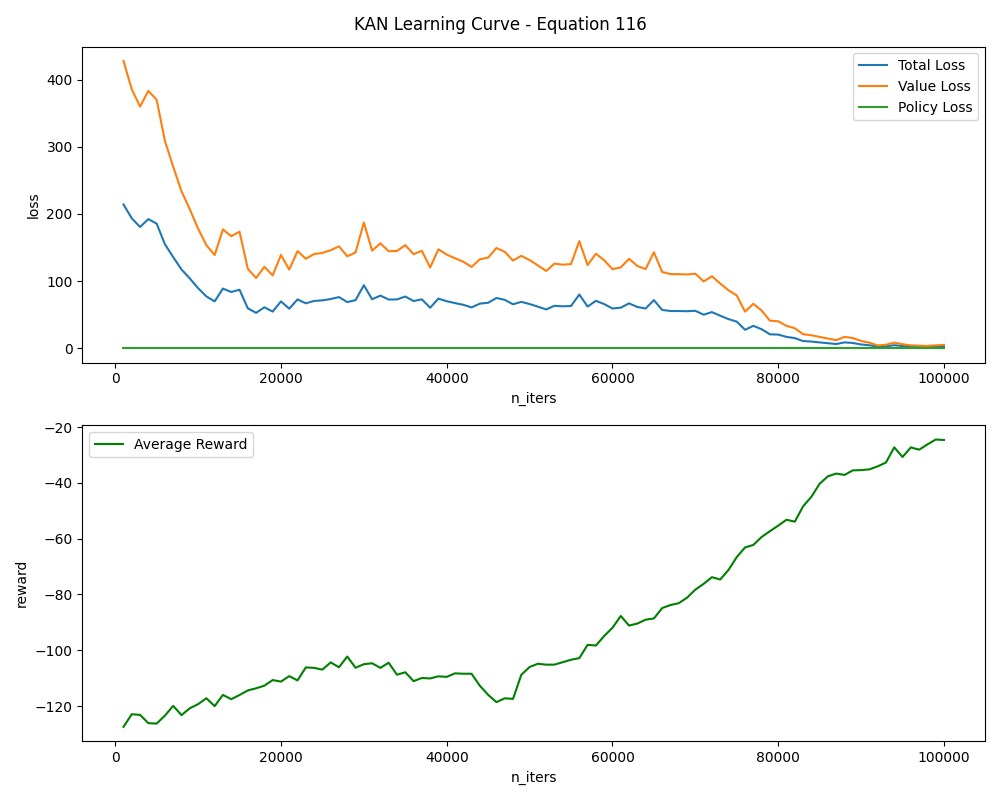 KAN Learning Curve - Equation 116
Total Loss
Value Loss
Policy Loss
400
300
200
100
0
loss
0 20000 40000 60000 80000 100000
n_iters
Average Reward
−20
−40
−60
−80
−100
−120
reward
0 20000 40000 60000 80000 100000
n_iters